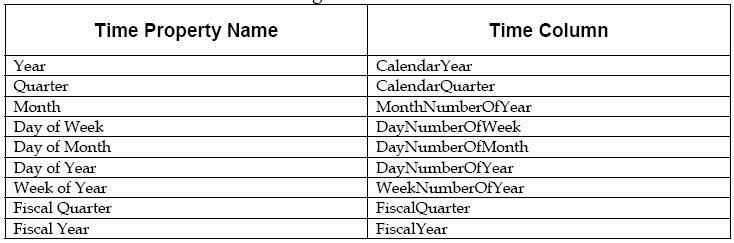 Time Property Name Time Column
Year CalendarYear
Quarter CalendarQuarter
Month MonthNumberOfYear
Day of Week DayNumberOfWeek
Day of Month DayNumberOfMonth
Day of Year DayNumberOfYear
Week of Year WeekNumberOfYear
Fiscal Quarter FiscalQuarter
Fiscal Year FiscalYear